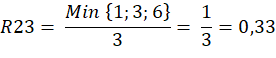 R23 = Min {1; 3; 6} / 3 = 1 / 3 = 0,33